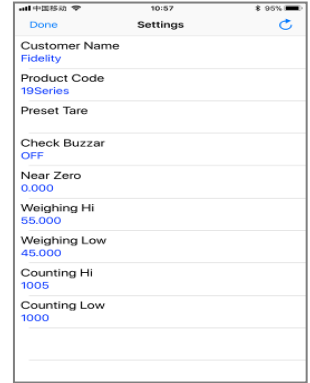 中国移动 10:57 95%
Done Settings
Customer Name
Fidelity
Product Code
19Series
Preset Tare
Check Buzzar
OFF
Near Zero
0.000
Weighing Hi
55.000
Weighing Low
45.000
Counting Hi
1005
Counting Low
1000